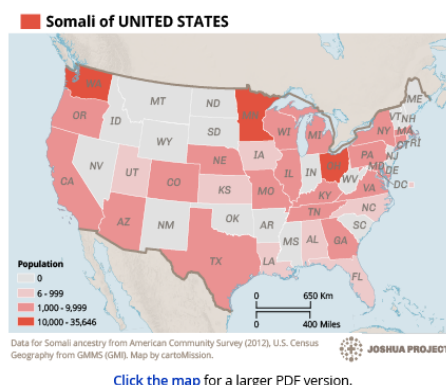 Somali of UNITED STATES
WA
MT
ND
MN
ME
OR
ID
SD
WI
MI
VT
NH
NY
MA
CT
RI
WY
NE
IA
PA
NJ
NV
UT
CO
KS
MO
IL
IN
WV
MD
DE
DC
VA
KY
CA
AZ
NM
OK
AR
TN
NC
SC
TX
LA
MS
AL
GA
FL
Population
0
6 - 999
1,000 - 9,999
10,000 - 35,646
0 650 Km
0 400 Miles
Data for Somali ancestry from American Community Survey (2012), U.S. Census
Geography from GMMS (GMI). Map by cartoMission.
JOSHUA PROJECT
Click the map for a larger PDF version.